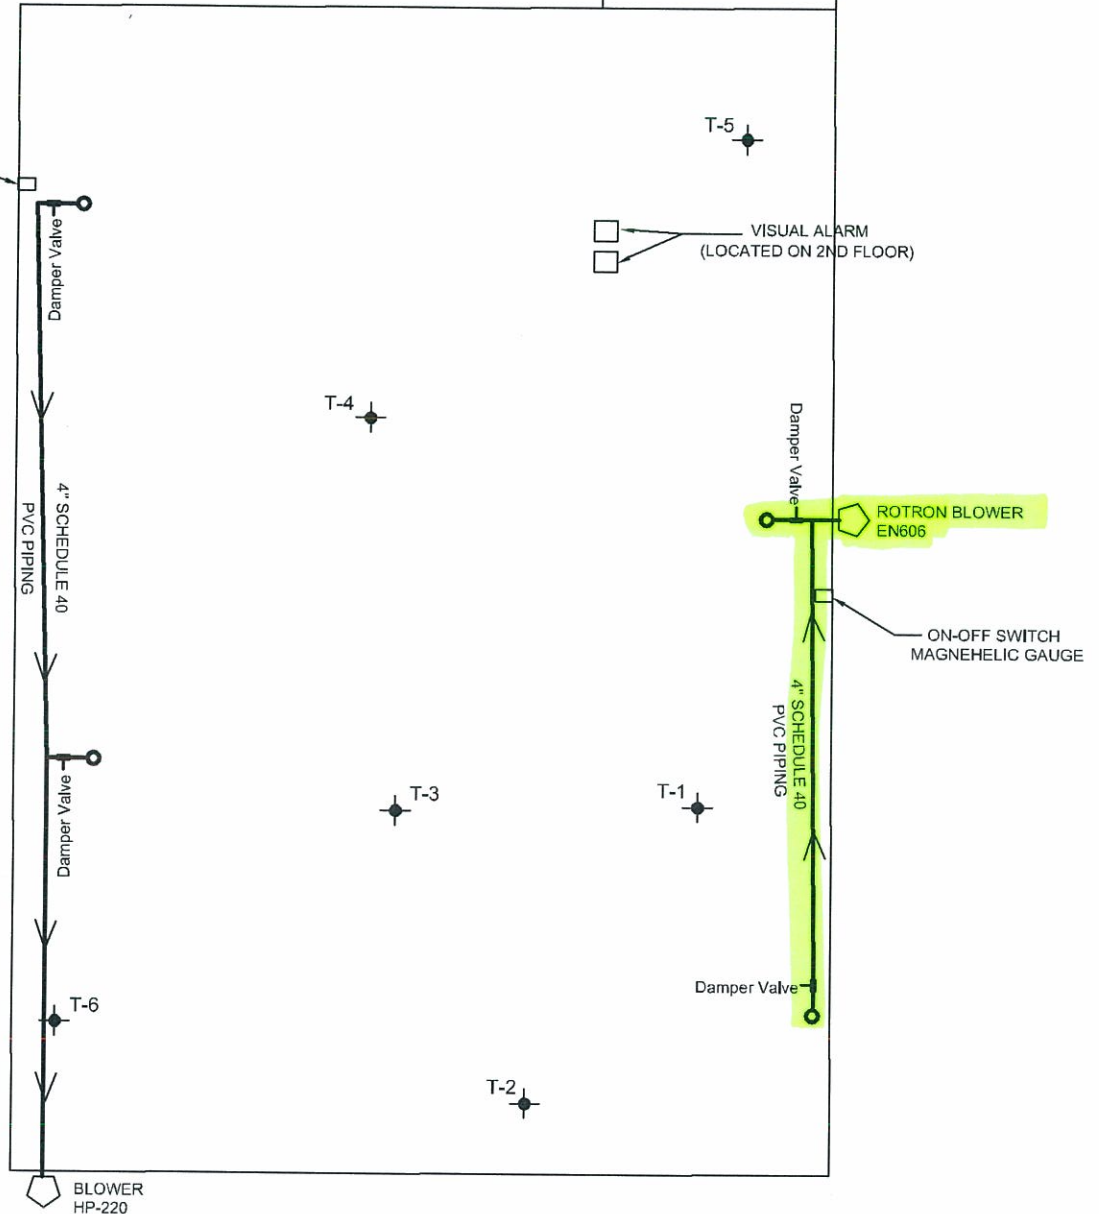 T-5
VISUAL ALARM
(LOCATED ON 2ND FLOOR)
Damper Valve
T-4
Damper Valve
4" SCHEDULE 40
PVC PIPING
ROTRON BLOWER
EN606
ON-OFF SWITCH
MAGNEHELIC GAUGE
4" SCHEDULE 40
PVC PIPING
T-3
T-1
Damper Valve
Damper Valve
T-6
T-2
BLOWER
HP-220